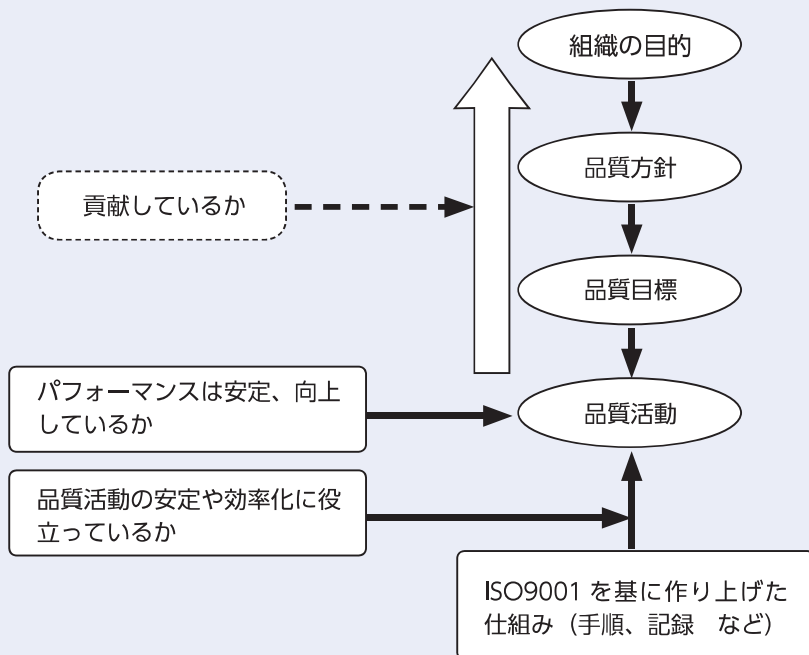 組織の目的
品質方針
貢献しているか
品質目標
パフォーマンスは安定、向上
しているか
品質活動
品質活動の安定や効率化に役
立っているか
ISO9001 を基に作り上げた
仕組み（手順、記録　など）